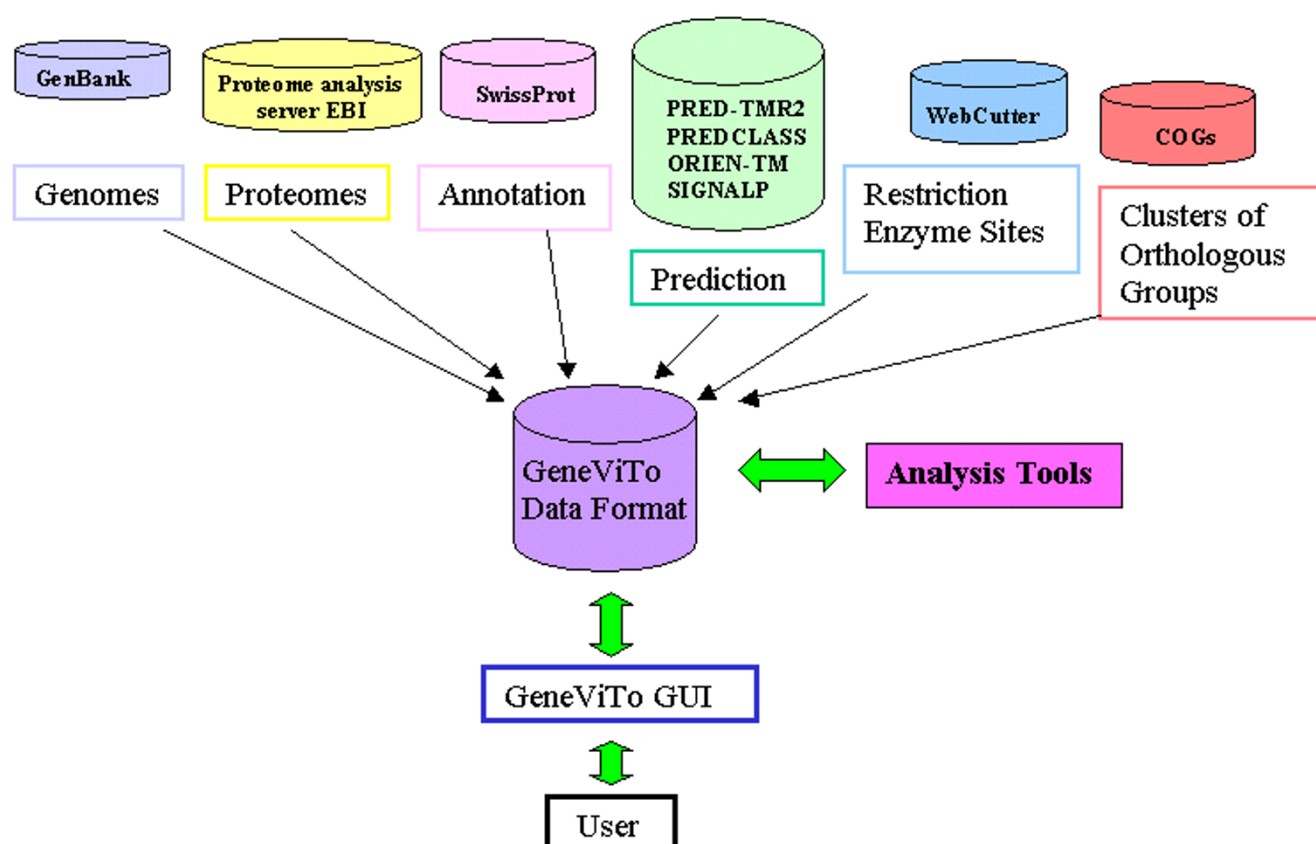 GenBank
Proteome analysis
server EBI
SwissProt
PRED-TMR2
PREDCLASS
ORIEN-TM
SIGNALP
WebCutter
COGs
Genomes
Proteomes
Annotation
Prediction
Restriction
Enzyme Sites
Clusters of
Orthologous
Groups
GeneViTo
Data Format
Analysis Tools
GeneViTo GUI
User